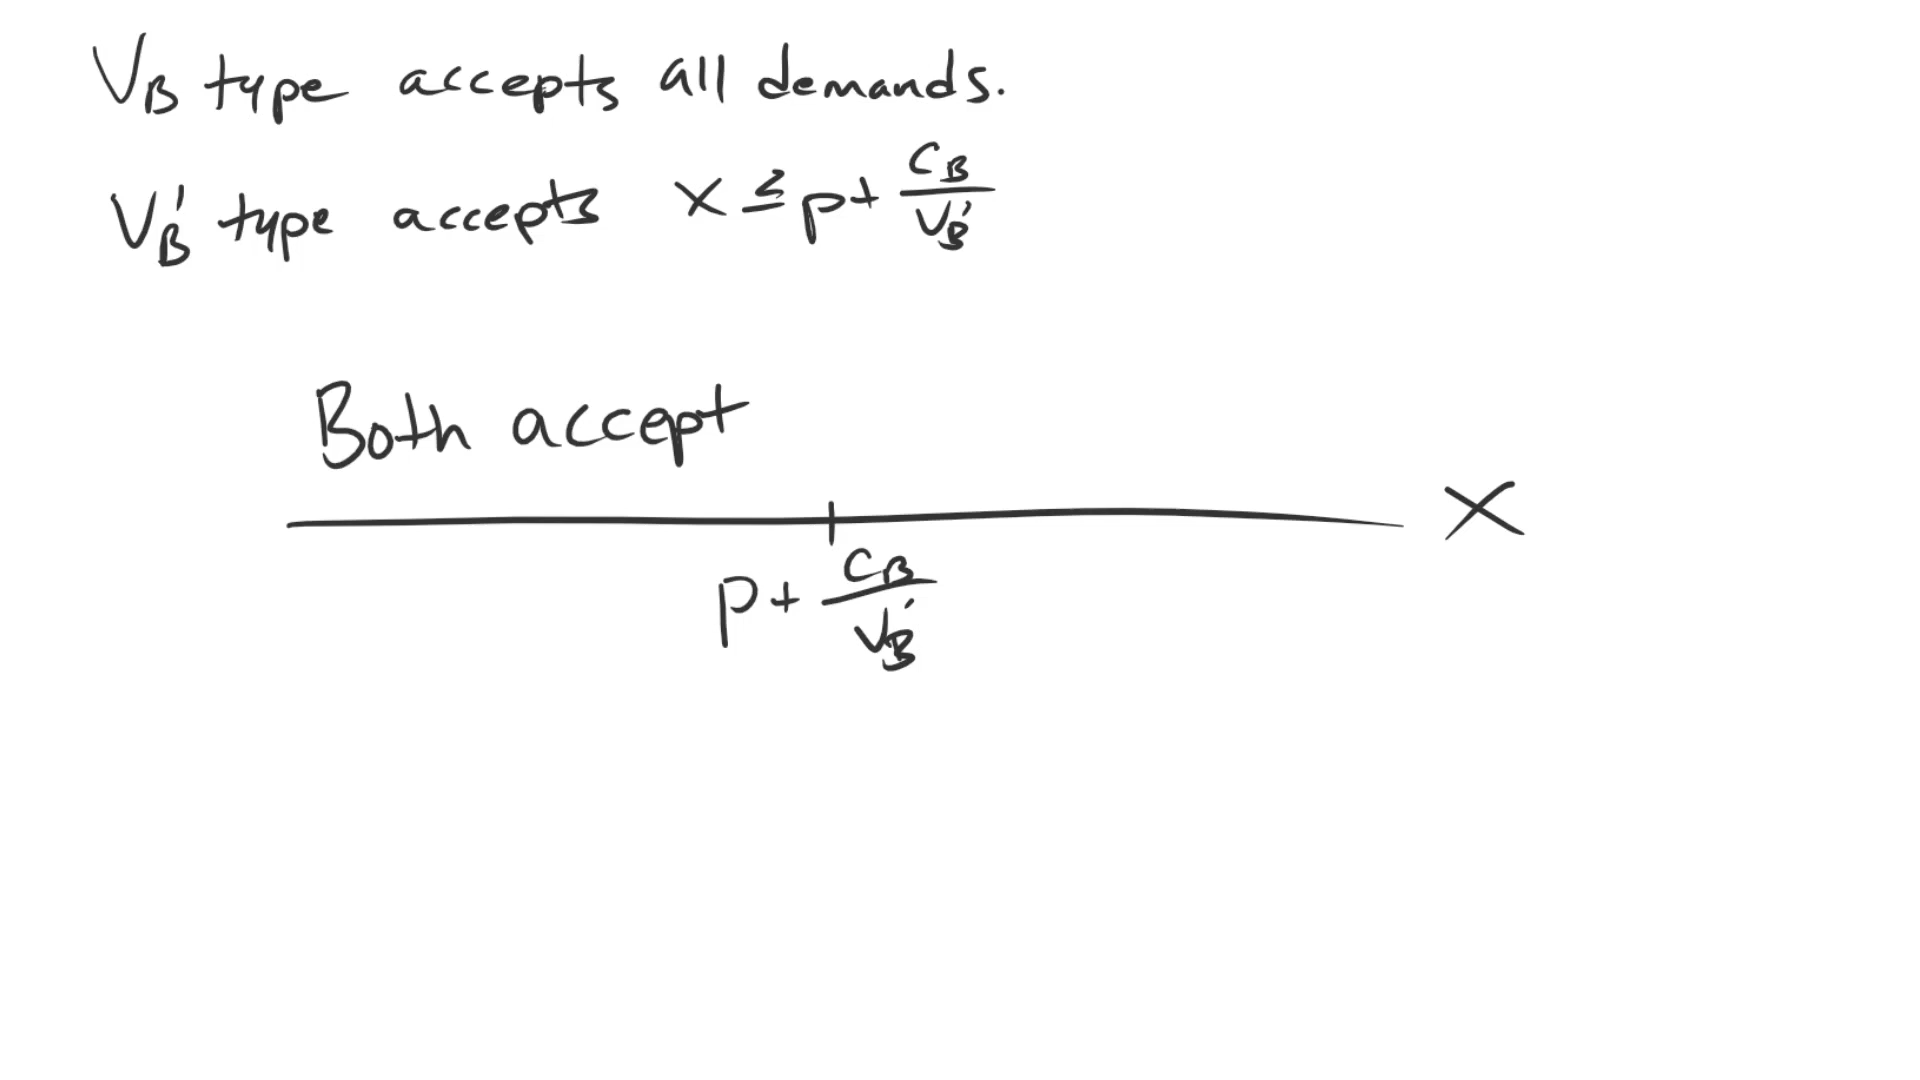 V_B type accepts all demands.
V_B' type accepts x ≤ p + C_B/V_B'
Both accept
x
p + C_B/V_B'